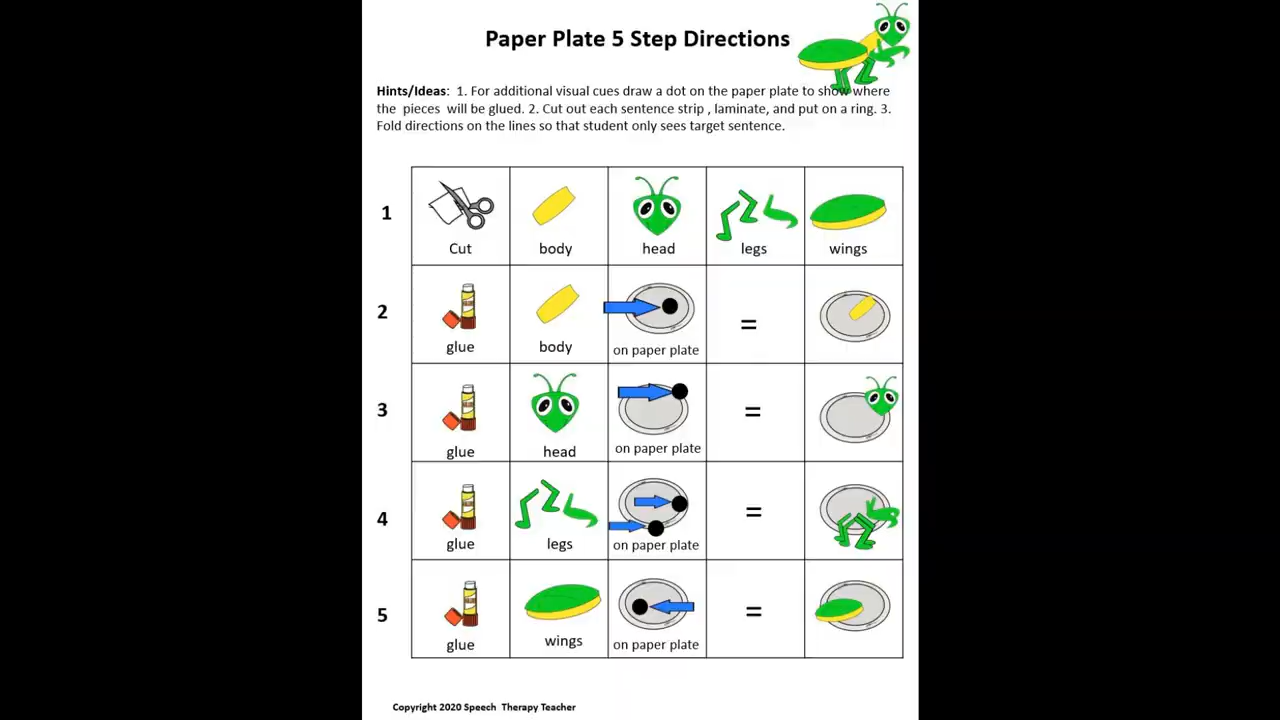 Paper Plate 5 Step Directions
Hints/Ideas: 1. For additional visual cues draw a dot on the paper plate to show where
the pieces will be glued. 2. Cut out each sentence strip , laminate, and put on a ring. 3.
Fold directions on the lines so that student only sees target sentence.
1
Cut body head legs wings
2
glue body on paper plate =
3
glue head on paper plate =
4
glue legs on paper plate =
5
glue wings on paper plate =
Copyright 2020 Speech Therapy Teacher